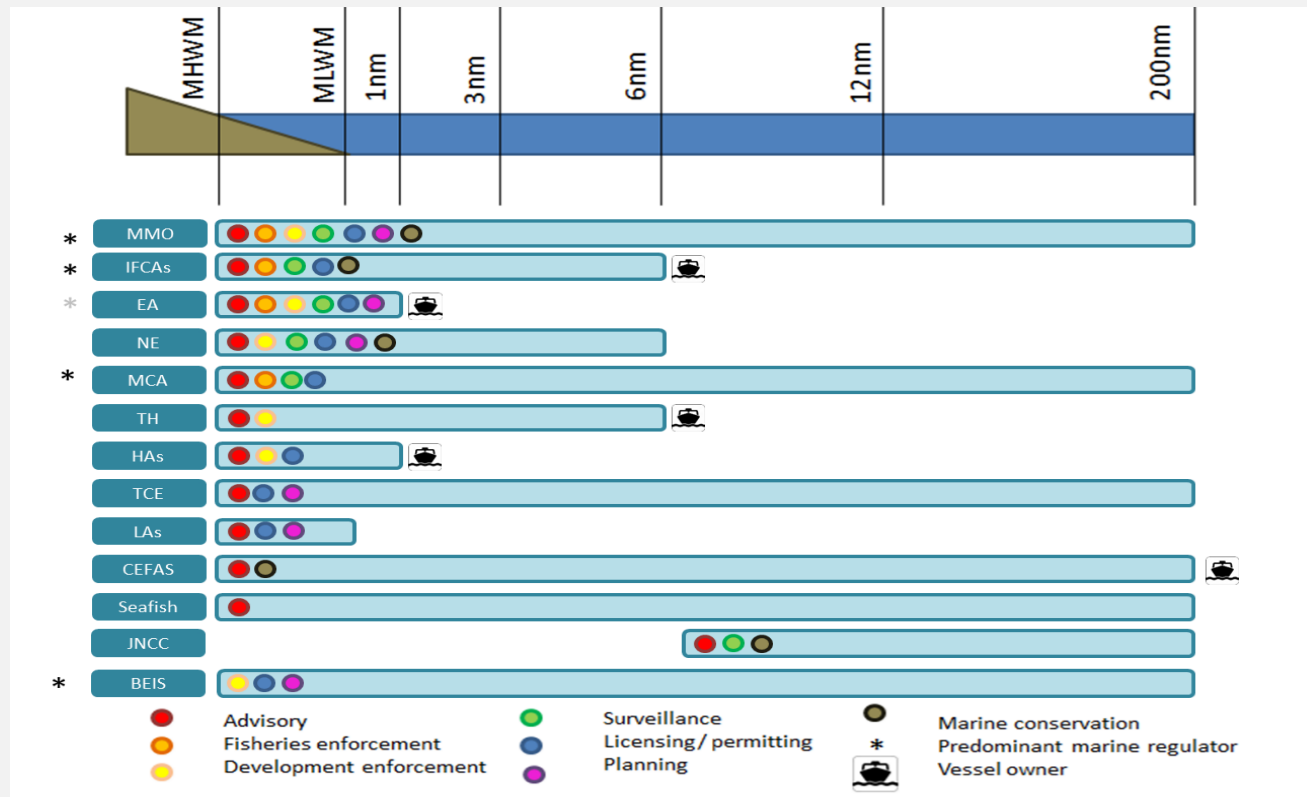 MHWM
MLWM
1nm
3nm
6nm
12nm
200nm
* MMO
* IFCAs
* EA
NE
* MCA
TH
HAs
TCE
LAs
CEFAS
Seafish
JNCC
* BEIS
Advisory
Fisheries enforcement
Development enforcement
Surveillance
Licensing/ permitting
Planning
Marine conservation
* Predominant marine regulator
Vessel owner